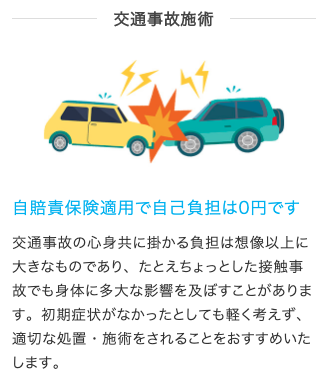 交通事故施術
自賠責保険適用で自己負担は0円です
交通事故の心身共に掛かる負担は想像以上に
大きなものであり、たとえちょっとした接触事
故でも身体に多大な影響を及ぼすことがありま
す。初期症状がなかったとしても軽く考えず、
適切な処置・施術をされることをおすすめいた
します。